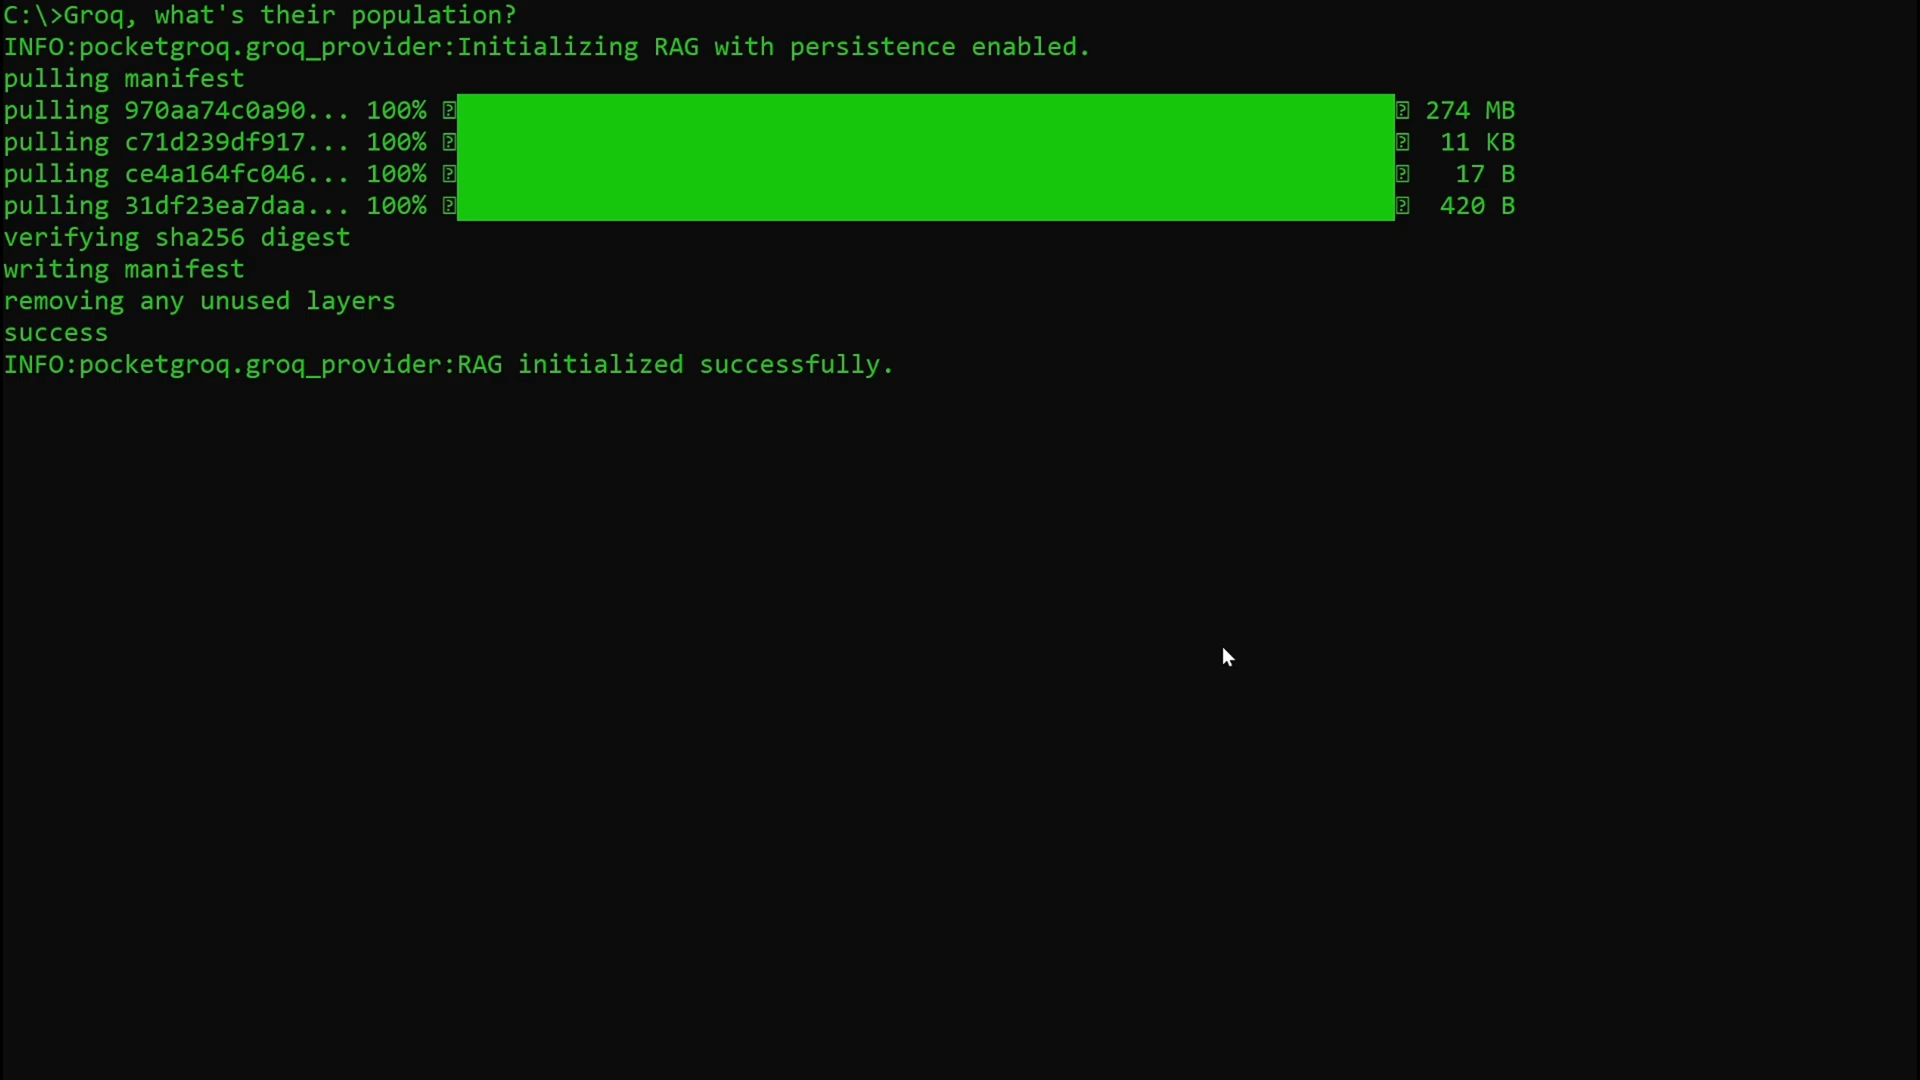 C:\>Groq, what's their population?
INFO:pocketgroq.groq_provider:Initializing RAG with persistence enabled.
pulling manifest
pulling 970aa74c0a90... 100% 274 MB
pulling c71d239df917... 100% 11 KB
pulling ce4a164fc046... 100% 17 B
pulling 31df23ea7daa... 100% 420 B
verifying sha256 digest
writing manifest
removing any unused layers
success
INFO:pocketgroq.groq_provider:RAG initialized successfully.